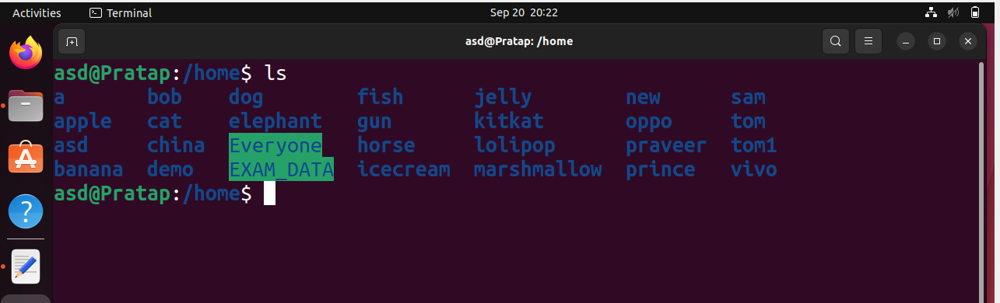 Activities Terminal Sep 20 20:22
asd@Pratap: /home
asd@Pratap:/home$ ls
a bob dog fish jelly new sam
apple cat elephant gun kitkat oppo tom
asd china Everyone horse lolipop praveer tom1
banana demo EXAM_DATA icecream marshmallow prince vivo
asd@Pratap:/home$